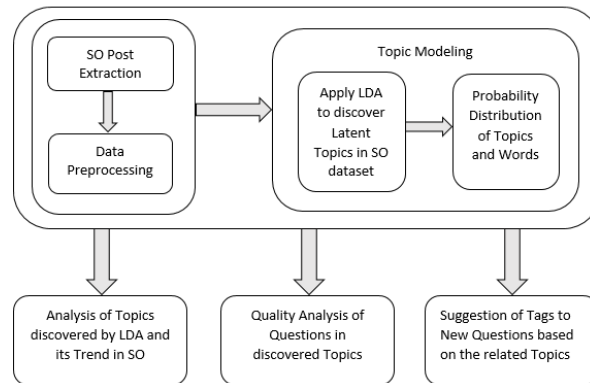 SO Post
Extraction
Data
Preprocessing
Topic Modeling
Apply LDA
to discover
Latent
Topics in SO
dataset
Probability
Distribution
of Topics
and Words
Analysis of Topics
discovered by LDA and
its Trend in SO
Quality Analysis of
Questions in
discovered Topics
Suggestion of Tags to
New Questions based
on the related Topics